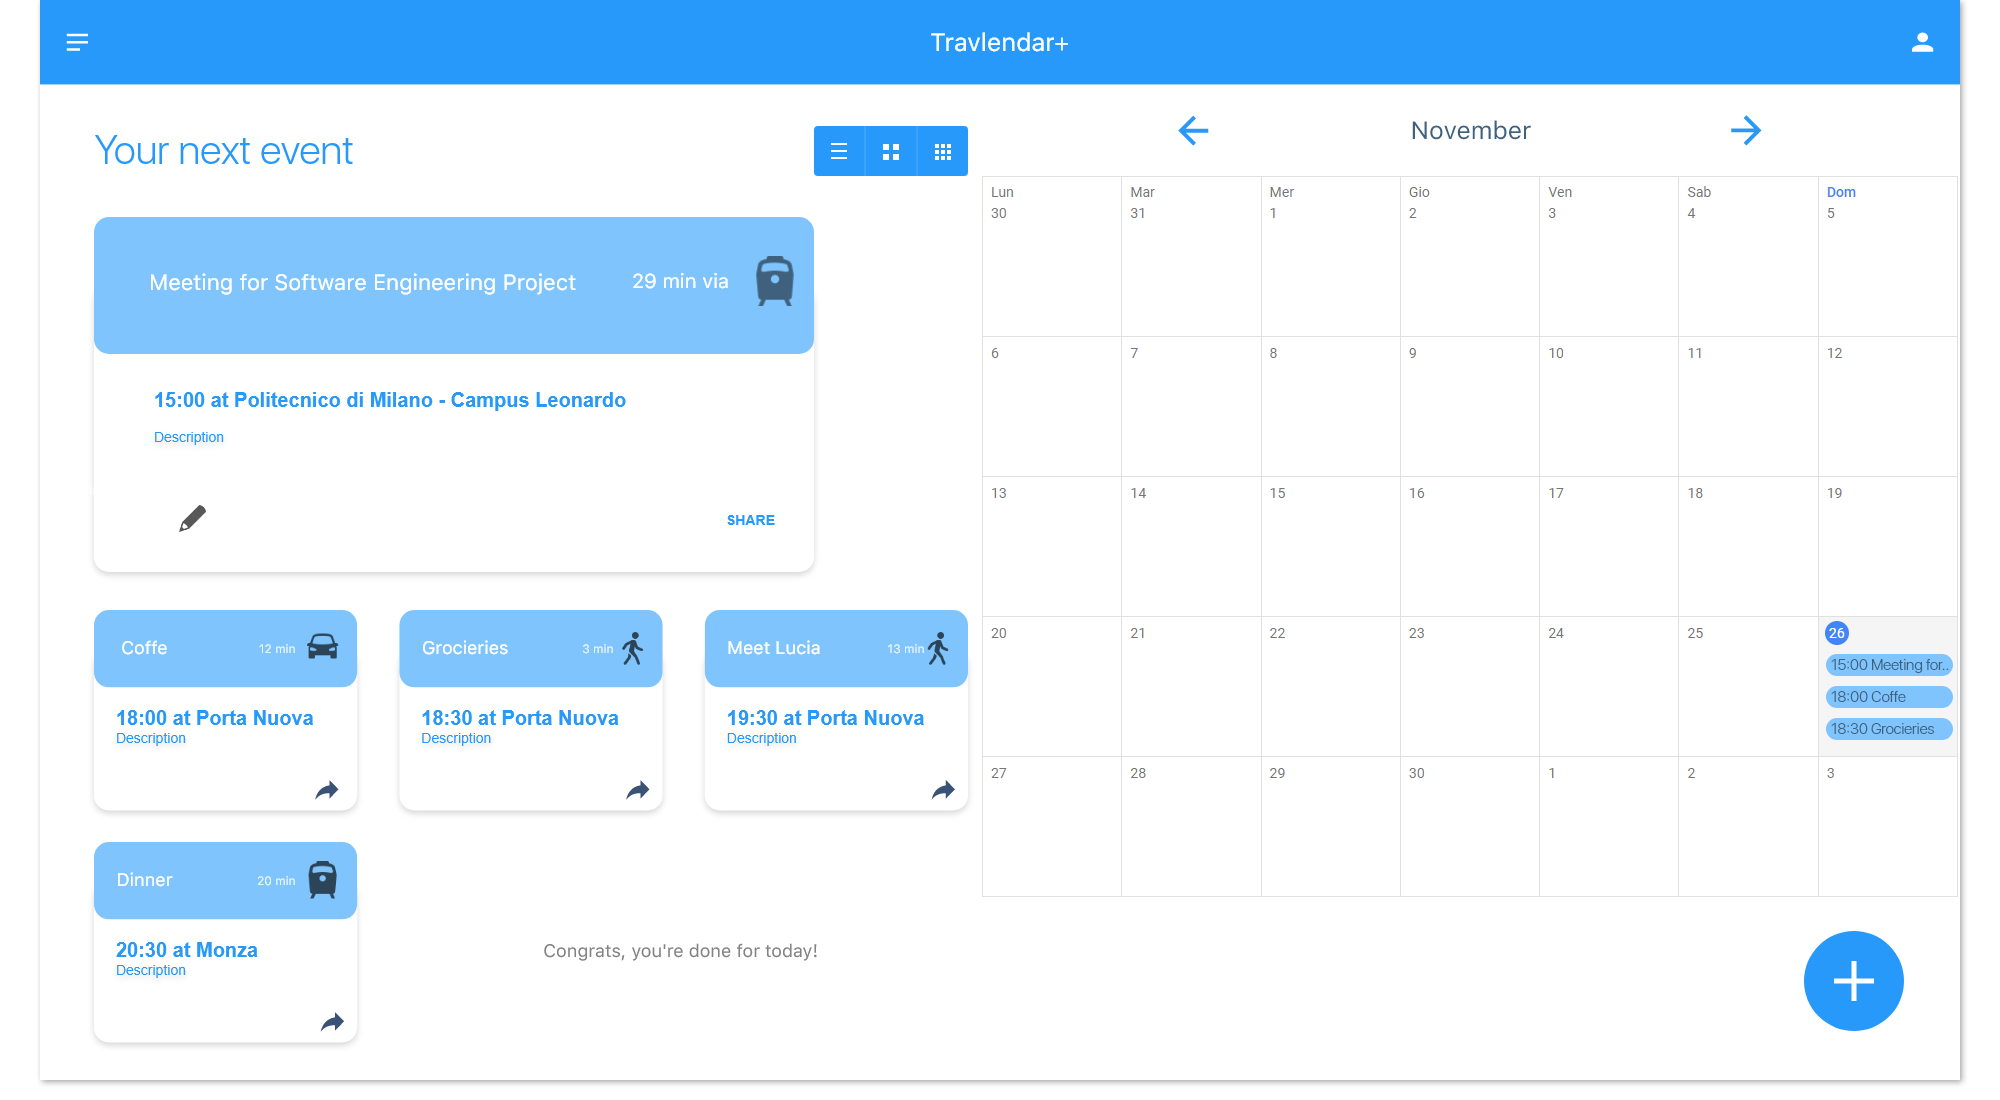 Travlendar+
Your next event
Meeting for Software Engineering Project
29 min via
15:00 at Politecnico di Milano - Campus Leonardo
Description
SHARE
Coffe
12 min
18:00 at Porta Nuova
Description
Grocieries
3 min
18:30 at Porta Nuova
Description
Meet Lucia
13 min
19:30 at Porta Nuova
Description
Dinner
20 min
20:30 at Monza
Description
Congrats, you're done for today!
November
Lun Mar Mer Gio Ven Sab Dom
30 31 1 2 3 4 5
6 7 8 9 10 11 12
13 14 15 16 17 18 19
20 21 22 23 24 25 26
15:00 Meeting for..
18:00 Coffe
18:30 Grocieries
27 28 29 30 1 2 3